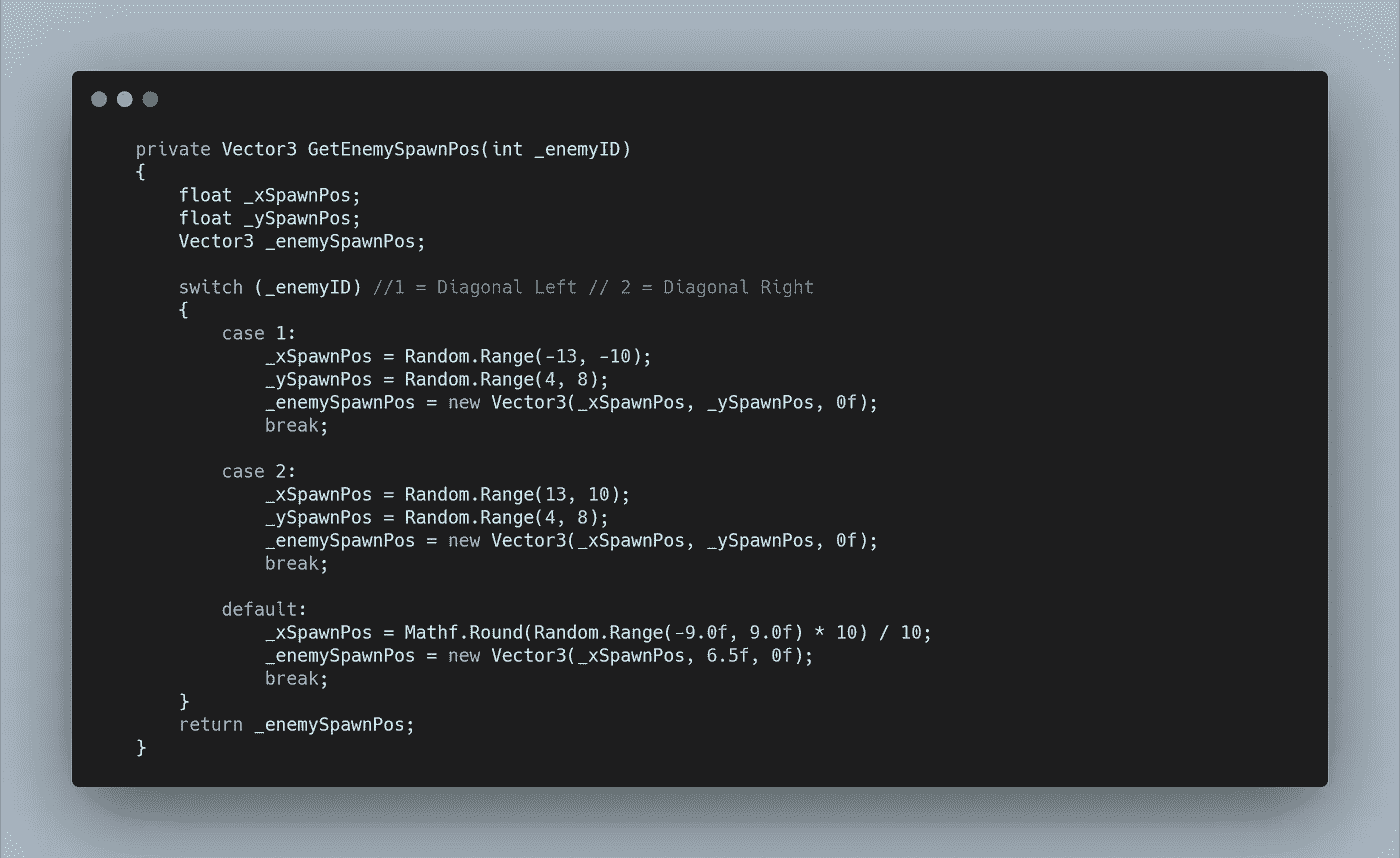 private Vector3 GetEnemySpawnPos(int _enemyID)
{
    float _xSpawnPos;
    float _ySpawnPos;
    Vector3 _enemySpawnPos;

    switch (_enemyID) //1 = Diagonal Left // 2 = Diagonal Right
    {
        case 1:
            _xSpawnPos = Random.Range(-13, -10);
            _ySpawnPos = Random.Range(4, 8);
            _enemySpawnPos = new Vector3(_xSpawnPos, _ySpawnPos, 0f);
            break;

        case 2:
            _xSpawnPos = Random.Range(13, 10);
            _ySpawnPos = Random.Range(4, 8);
            _enemySpawnPos = new Vector3(_xSpawnPos, _ySpawnPos, 0f);
            break;

        default:
            _xSpawnPos = Mathf.Round(Random.Range(-9.0f, 9.0f) * 10) / 10;
            _enemySpawnPos = new Vector3(_xSpawnPos, 6.5f, 0f);
            break;
    }
    return _enemySpawnPos;
}